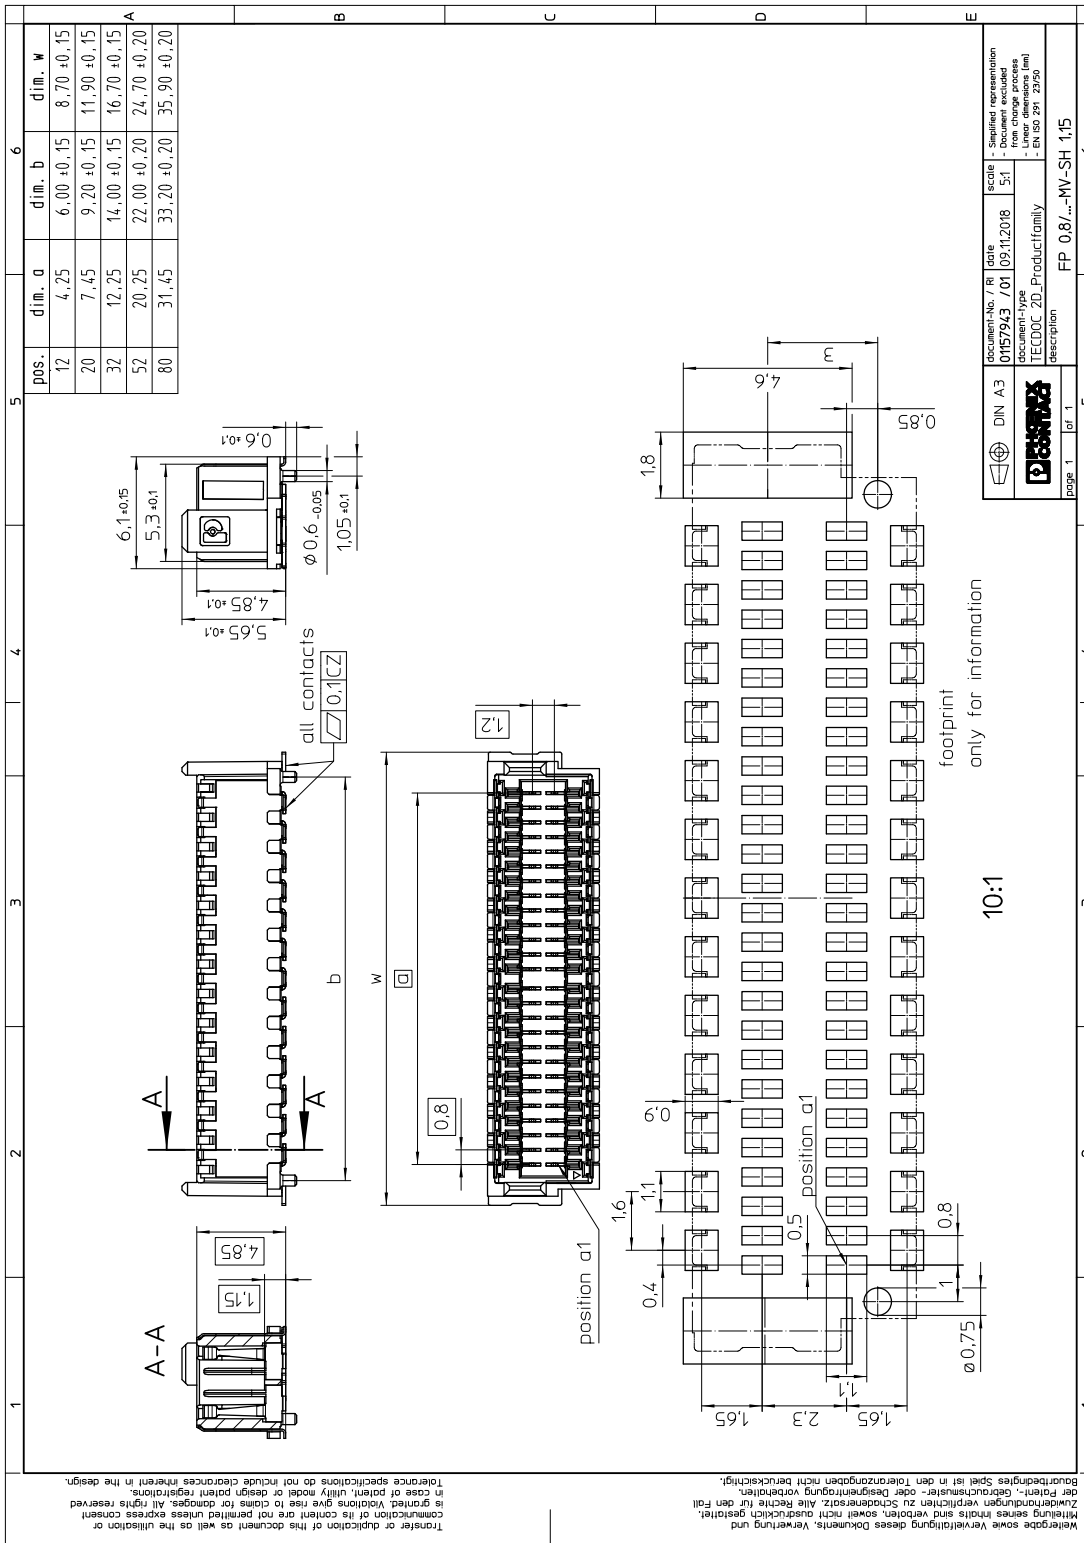 pos. dim. a dim. b dim. w
12 4,25 6,00 ±0,15 8,70 ±0,15
20 7,45 9,20 ±0,15 11,90 ±0,15
32 12,25 14,00 ±0,15 16,70 ±0,15
52 20,25 22,00 ±0,20 24,70 ±0,20
80 31,45 33,20 ±0,20 35,90 ±0,20
1 2 3 4 5 6
A B C D E
A-A
1,15
4,85
A
A
b
all contacts
0,1 CZ
6,1 ±0,15
5,3 ±0,1
4,85 ±0,1
5,65 ±0,1
0,6 ±0,1
ø0,6 -0,05
1,05 ±0,1
w
a
0,8
1,2
position a1
1,65
2,3
1,65
1,1
ø0,75
1
0,8
0,4
1,6
1,1
0,5
0,9
position a1
1,8
4,6
3
0,85
footprint
only for information
10:1
DIN A3
PHOENIX
CONTACT
page 1 of 1
document-No. / RI
01157943 / 01
date
09.11.2018
scale
5:1
- Simplified representation
- Document excluded
from change process
- Linear dimensions [mm]
- EN ISO 291 23/50
document-type
TECDOC 2D_Productfamily
description
FP 0,8/...-MV-SH 1,15
Weitergabe sowie Vervielfältigung dieses Dokuments, Verwertung und
Mitteilung seines Inhalts sind verboten, soweit nicht ausdrücklich gestattet.
Zuwiderhandlungen verpflichten zu Schadenersatz. Alle Rechte für den Fall
der Patent-, Gebrauchsmuster- oder Designeintragung vorbehalten.
Bauartbedingtes Spiel ist in den Toleranzangaben nicht berücksichtigt.
Transfer or duplication of this document as well as the utilisation or
communication of its content are not permitted unless express consent
is granted. Violations give rise to claims for damages. All rights reserved
in case of patent, utility model or design patent registrations.
Tolerance specifications do not include clearances inherent in the design.